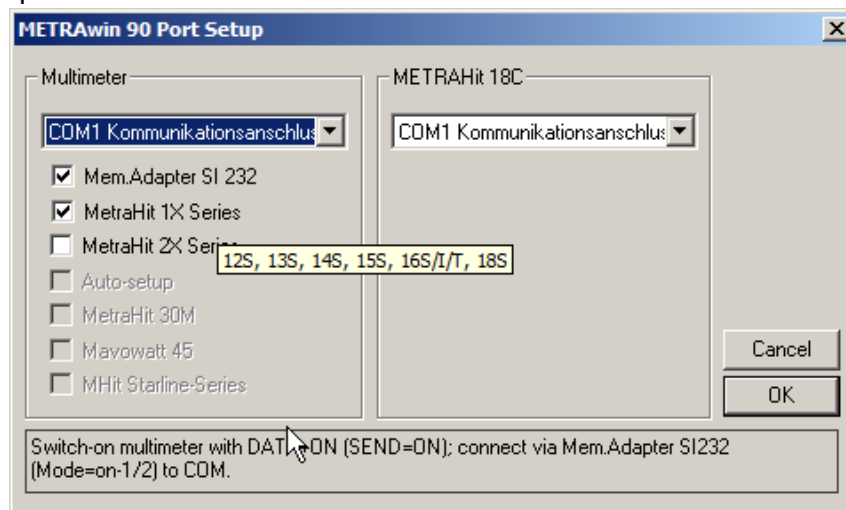 METRAwin 90 Port Setup
Multimeter
METRAHit 18C
COM1 Kommunikationsanschlus
COM1 Kommunikationsanschlus
Mem.Adapter SI 232
MetraHit 1X Series
MetraHit 2X Series
12S, 13S, 14S, 15S, 16S/I/T, 18S
Auto-setup
MetraHit 30M
Mavowatt 45
MHit Starline-Series
Cancel
OK
Switch-on multimeter with DATA=ON (SEND=ON); connect via Mem.Adapter SI232
(Mode=on-1/2) to COM.